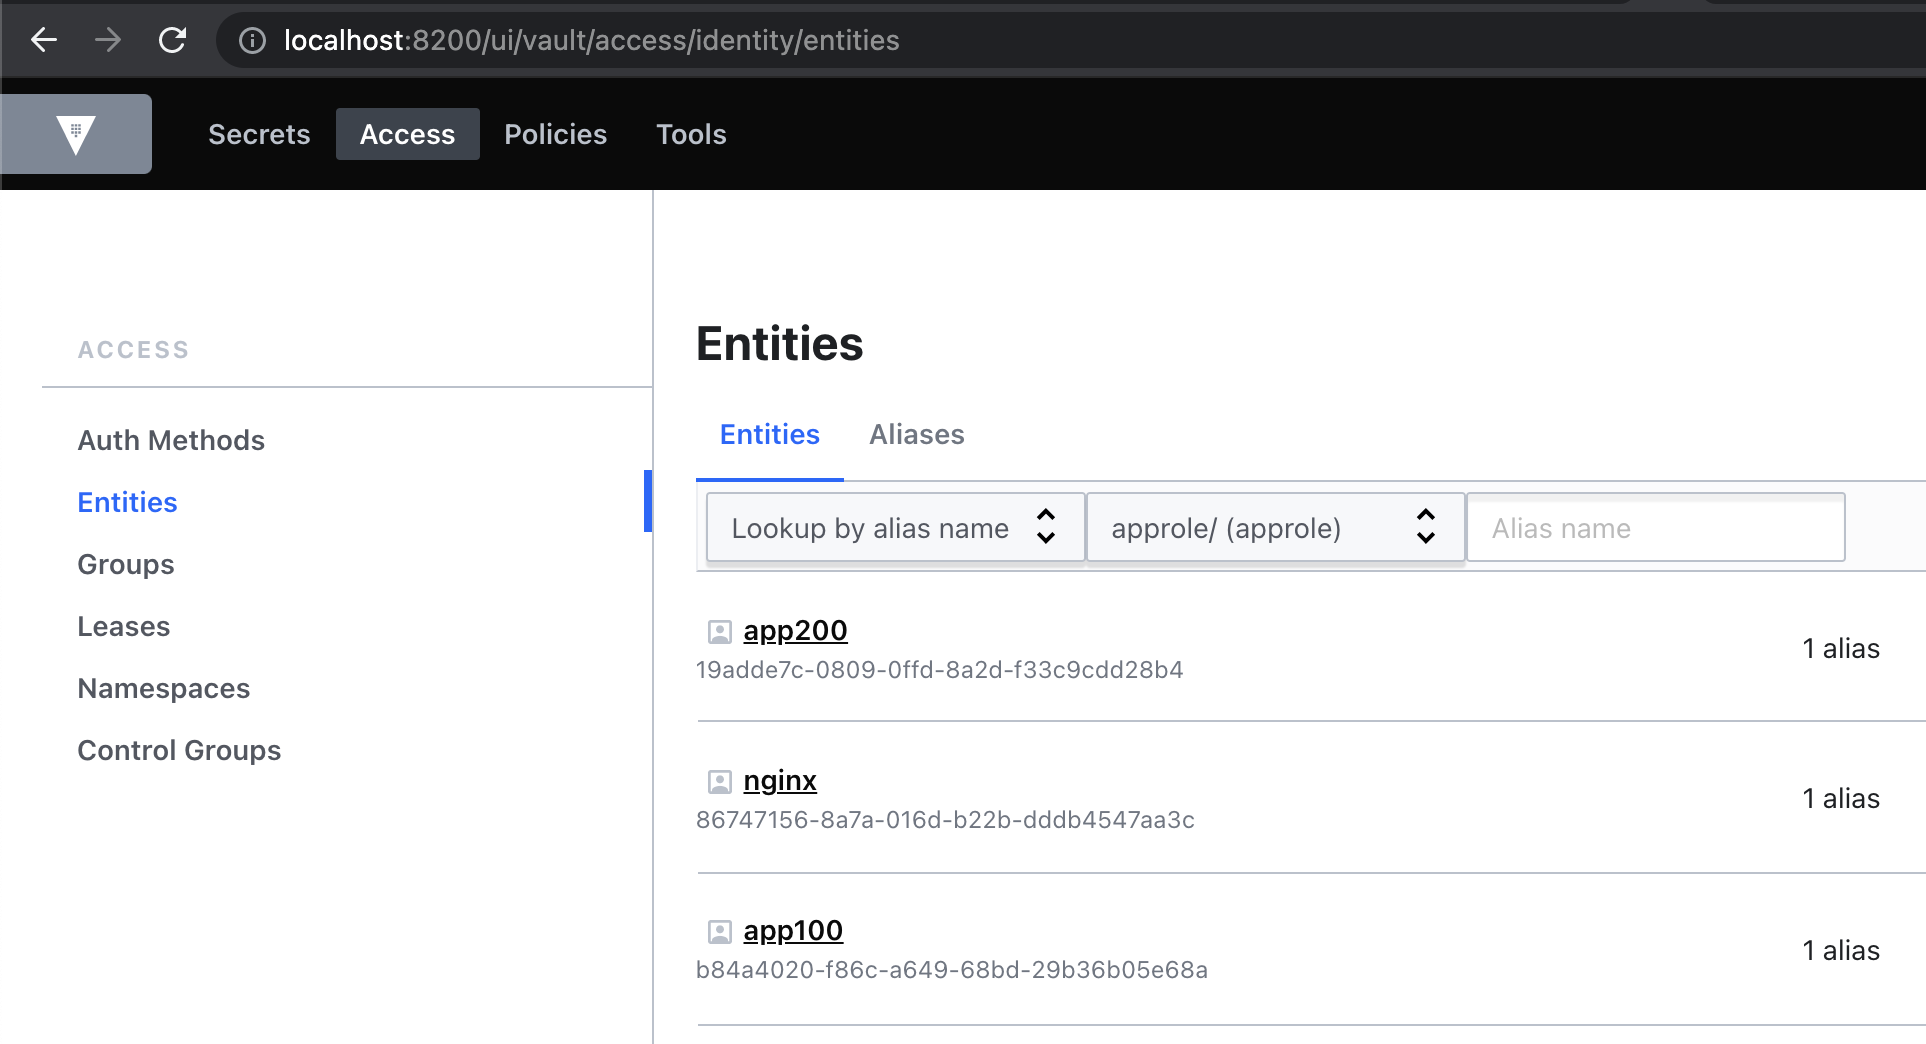 localhost:8200/ui/vault/access/identity/entities
Secrets Access Policies Tools
ACCESS
Auth Methods
Entities
Groups
Leases
Namespaces
Control Groups
Entities
Entities Aliases
Lookup by alias name approle/ (approle) Alias name
app200
19adde7c-0809-0ffd-8a2d-f33c9cdd28b4
1 alias
nginx
86747156-8a7a-016d-b22b-dddb4547aa3c
1 alias
app100
b84a4020-f86c-a649-68bd-29b36b05e68a
1 alias